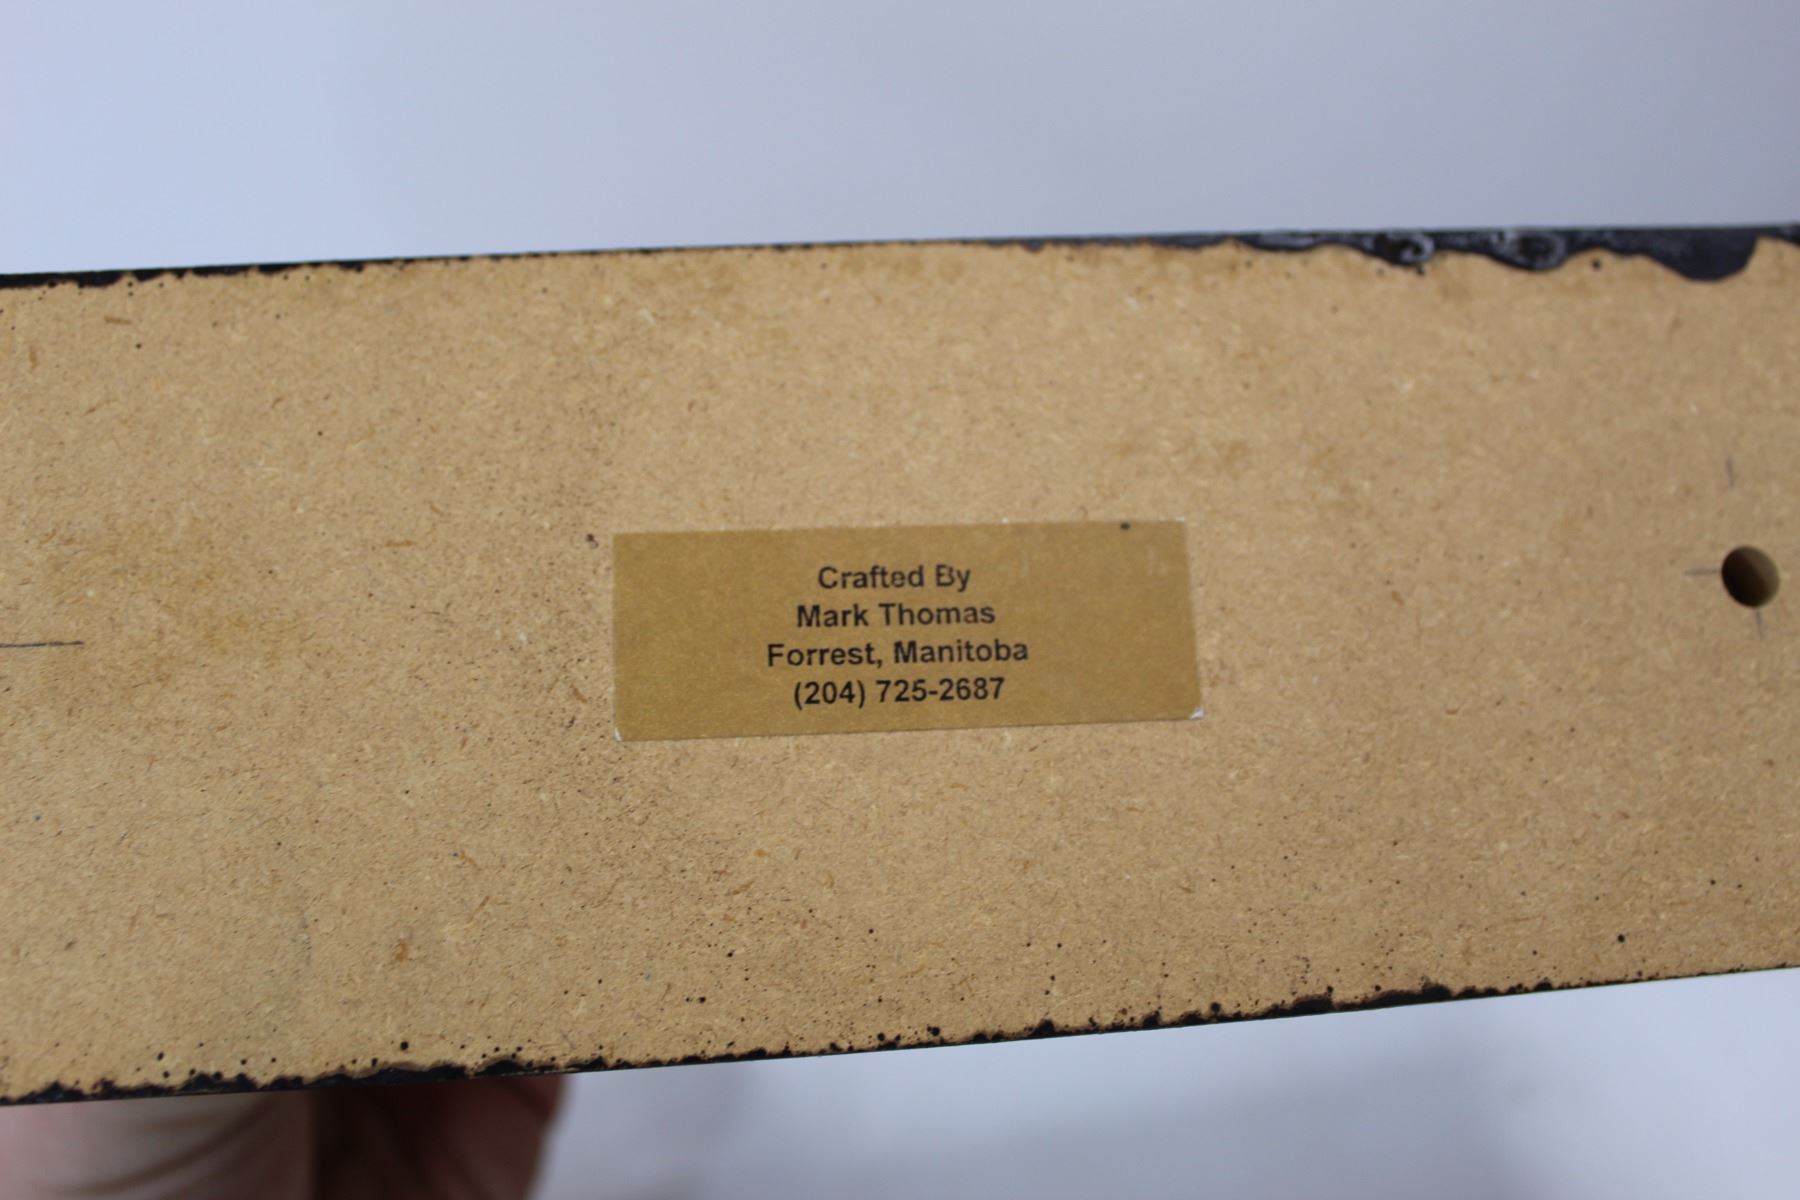 Crafted By
Mark Thomas
Forrest, Manitoba
(204) 725-2687